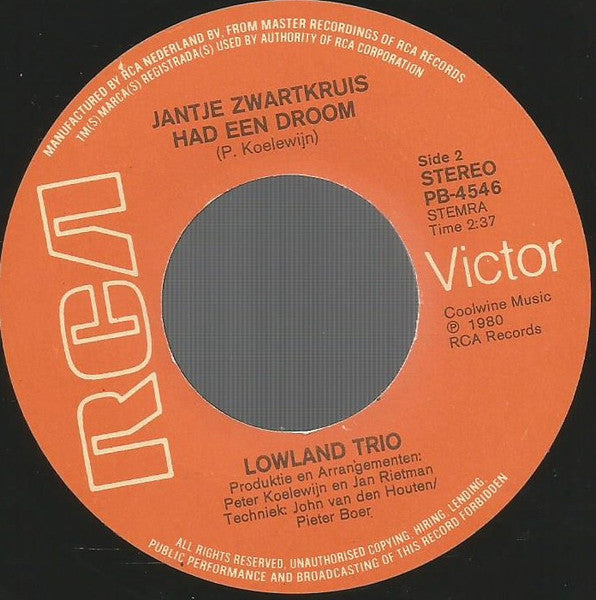 MANUFACTURED BY RCA NEDERLAND BV. FROM MASTER RECORDINGS OF RCA RECORDS
TM(S) MARCA(S) REGISTRADA(S) USED BY AUTHORITY OF RCA CORPORATION
JANTJE ZWARTKRUIS
HAD EEN DROOM
(P. Koelewijn)
Side 2
STEREO
PB-4546
STEMRA
Time 2:37
RCA
Victor
Coolwine Music
℗ 1980
RCA Records
LOWLAND TRIO
Produktie en Arrangementen:
Peter Koelewijn en Jan Rietman
Techniek: John van den Houten/
Pieter Boer
ALL RIGHTS RESERVED, UNAUTHORISED COPYING, HIRING, LENDING,
PUBLIC PERFORMANCE AND BROADCASTING OF THIS RECORD FORBIDDEN